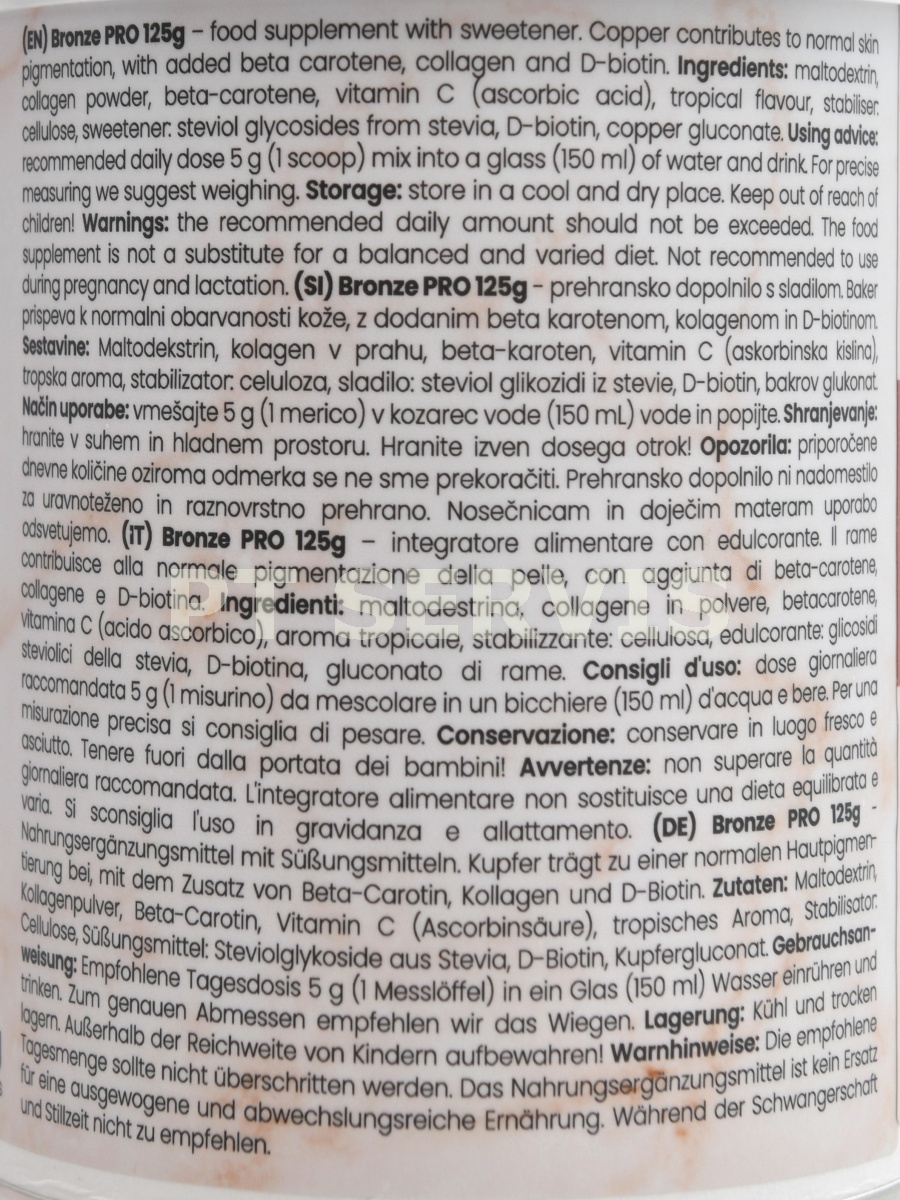 (EN) Bronze PRO 125g – food supplement with sweetener. Copper contributes to normal skin
pigmentation, with added beta carotene, collagen and D-biotin. Ingredients: maltodextrin,
collagen powder, beta-carotene, vitamin C (ascorbic acid), tropical flavour, stabiliser:
cellulose, sweetener: steviol glycosides from stevia, D-biotin, copper gluconate. Using advice:
recommended daily dose 5 g (1 scoop) mix into a glass (150 ml) of water and drink. For precise
measuring we suggest weighing. Storage: store in a cool and dry place. Keep out of reach of
children! Warnings: the recommended daily amount should not be exceeded. The food
supplement is not a substitute for a balanced and varied diet. Not recommended to use
during pregnancy and lactation. (SI) Bronze PRO 125g – prehransko dopolnilo s sladilom. Baker
prispeva k normalni obarvanosti kože, z dodanim beta karotenom, kolagenom in D-biotinom.
Sestavine: Maltodekstrin, kolagen v prahu, beta-karoten, vitamin C (askorbinska kislina),
tropska aroma, stabilizator: celuloza, sladilo: steviol glikozidi iz stevie, D-biotin, bakrov glukonat.
Način uporabe: vmešajte 5 g (1 merico) v kozarec vode (150 mL) vode in popijte. Shranjevanje:
hranite v suhem in hladnem prostoru. Hranite izven dosega otrok! Opozorila: priporočene
dnevne količine oziroma odmerka se ne sme prekoračiti. Prehransko dopolnilo ni nadomestilo
za uravnoteženo in raznovrstno prehrano. Nosečnicam in doječim materam uporabo
odsvetujemo. (iT) Bronze PRO 125g – integratore alimentare con edulcorante. Il rame
contribuisce alla normale pigmentazione della pelle, con aggiunta di beta-carotene,
collagene e D-biotina. Ingredienti: maltodestrina, collagene in polvere, betacarotene,
vitamina C (acido ascorbico), aroma tropicale, stabilizzante: cellulosa, edulcorante: glicosidi
steviolici della stevia, D-biotina, gluconato di rame. Consigli d'uso: dose giornaliera
raccomandata 5 g (1 misurino) da mescolare in un bicchiere (150 ml) d'acqua e bere. Per una
misurazione precisa si consiglia di pesare. Conservazione: conservare in luogo fresco e
asciutto. Tenere fuori dalla portata dei bambini! Avvertenze: non superare la quantità
giornaliera raccomandata. L'integratore alimentare non sostituisce una dieta equilibrata e
varia. Si sconsiglia l'uso in gravidanza e allattamento. (DE) Bronze PRO 125g -
Nahrungsergänzungsmittel mit Süßungsmitteln. Kupfer trägt zu einer normalen Hautpigmen-
tierung bei, mit dem Zusatz von Beta-Carotin, Kollagen und D-Biotin. Zutaten: Maltodextrin,
Kollagenpulver, Beta-Carotin, Vitamin C (Ascorbinsäure), tropisches Aroma, Stabilisator:
Cellulose, Süßungsmittel: Steviolglykoside aus Stevia, D-Biotin, Kupfergluconat. Gebrauchsan-
weisung: Empfohlene Tagesdosis 5 g (1 Messlöffel) in ein Glas (150 ml) Wasser einrühren und
trinken. Zum genauen Abmessen empfehlen wir das Wiegen. Lagerung: Kühl und trocken
lagern. Außerhalb der Reichweite von Kindern aufbewahren! Warnhinweise: Die empfohlene
Tagesmenge sollte nicht überschritten werden. Das Nahrungsergänzungsmittel ist kein Ersatz
für eine ausgewogene und abwechslungsreiche Ernährung. Während der Schwangerschaft
und Stillzeit nicht zu empfehlen.
PT SERVIS